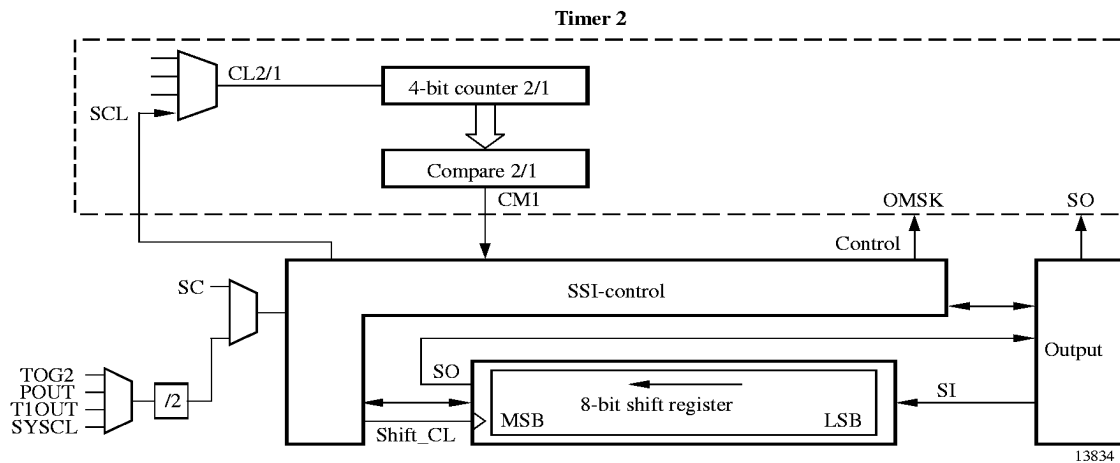 Timer 2
CL2/1
4-bit counter 2/1
SCL
Compare 2/1
CM1
OMSK
SO
Control
SC
SSI-control
TOG2
POUT
T1OUT
SYSCL
/2
SO
Output
8-bit shift register
SI
MSB
LSB
Shift_CL
13834